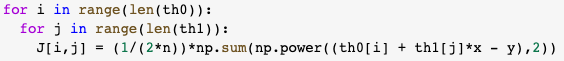 for i in range(len(th0)):
  for j in range(len(th1)):
    J[i,j] = (1/(2*n))*np.sum(np.power((th0[i] + th1[j]*x - y),2))